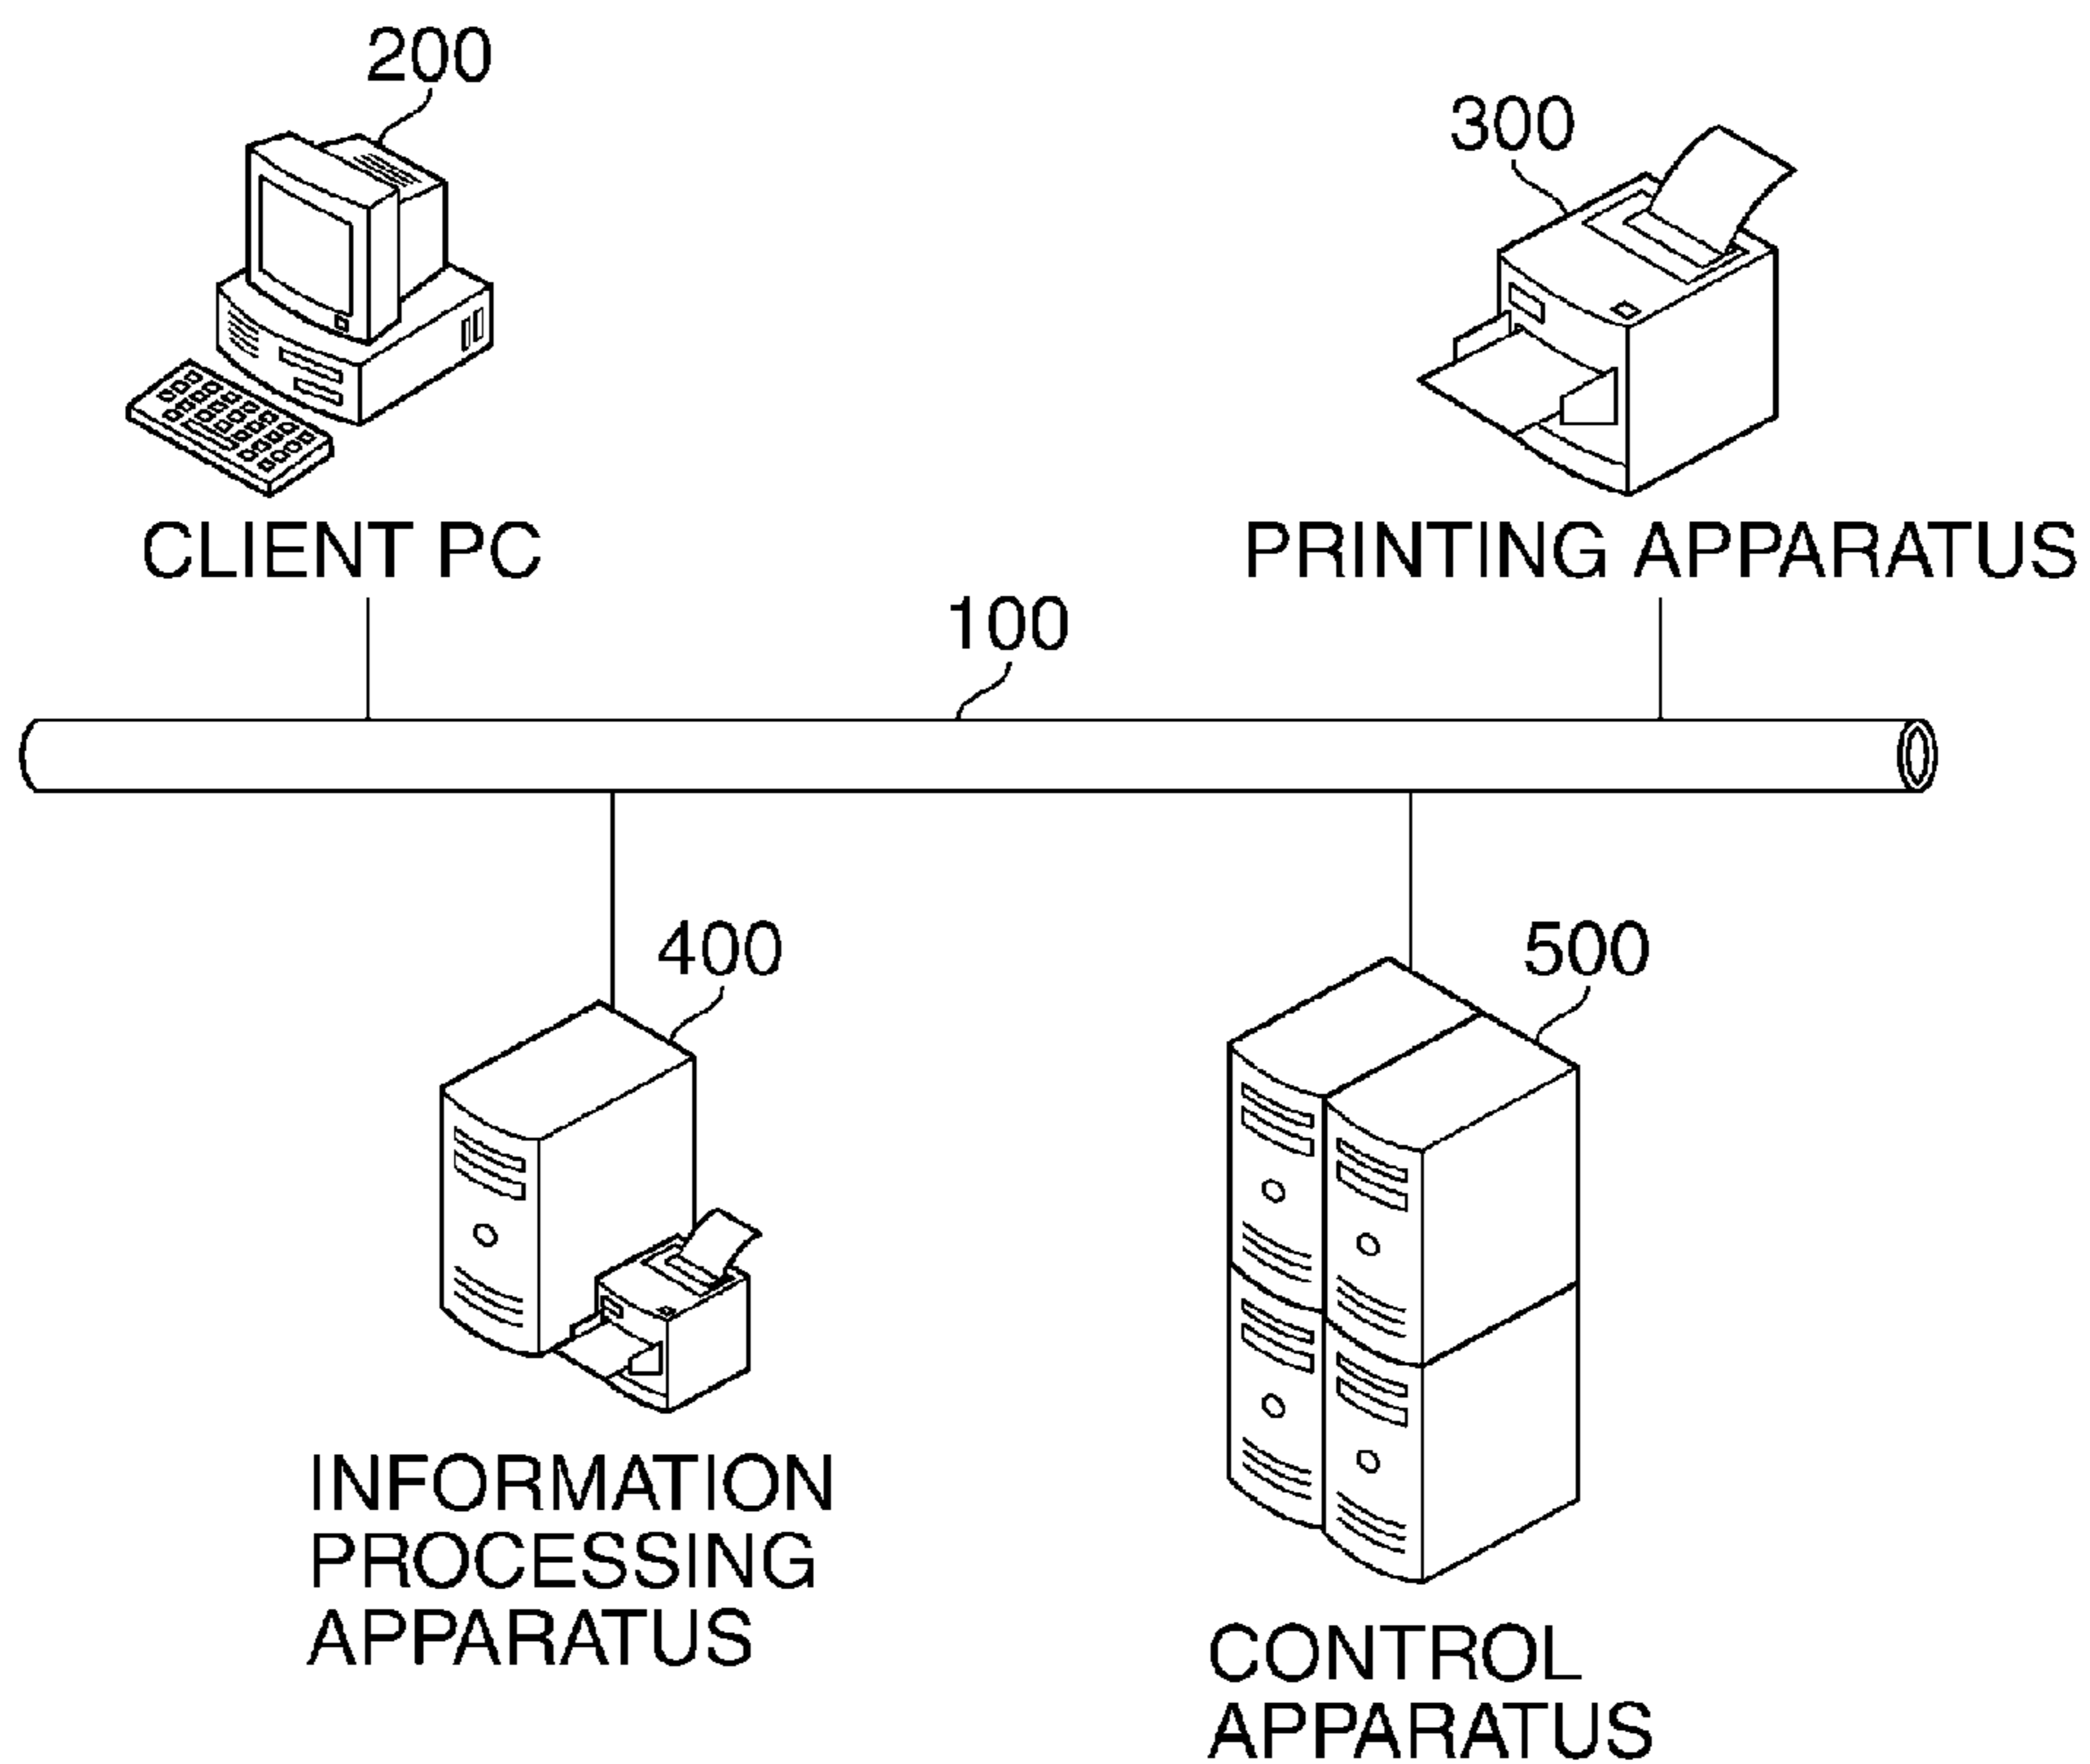 200
300
CLIENT PC
PRINTING APPARATUS
100
400
500
INFORMATION
PROCESSING
APPARATUS
CONTROL
APPARATUS